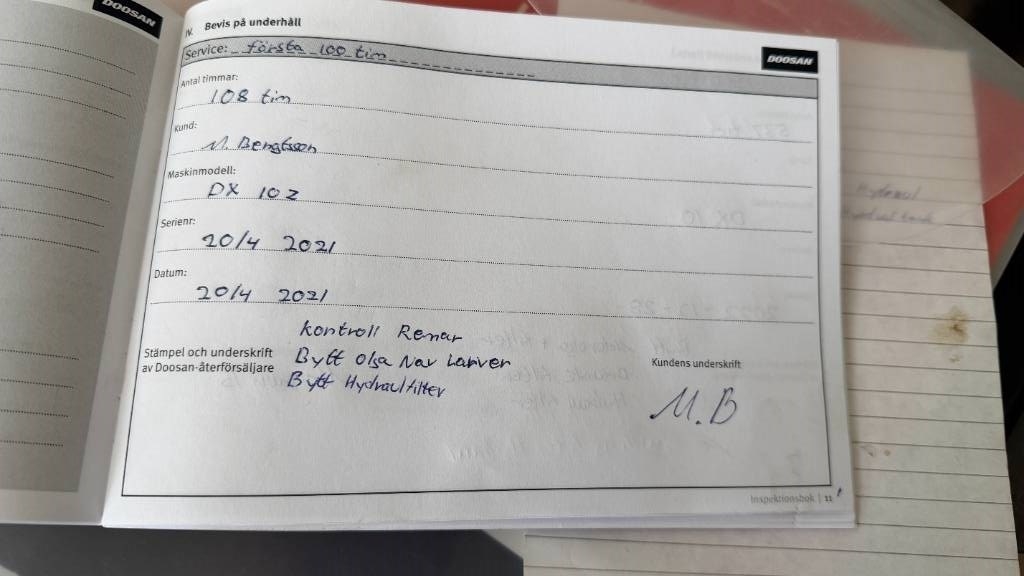 DOOSAN
IV. Bevis på underhåll
DOOSAN
Service: första 100 tim
Antal timmar:
108 tim
Kund:
M. Bengtsson
Maskinmodell:
DX 10 z
Serienr:
20/4 2021
Datum:
20/4 2021
Kontroll Remar
Bytt Olja Nav Lariver
Bytt Hydraulfilter
Stämpel och underskrift
av Doosan-återförsäljare
Kundens underskrift
M.B
Inspektionsbok | 11